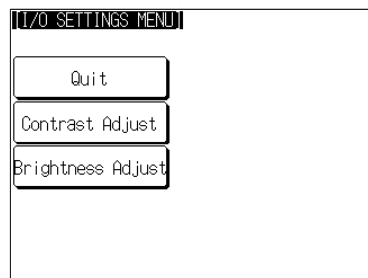 [I/O SETTINGS MENU]
Quit
Contrast Adjust
Brightness Adjust